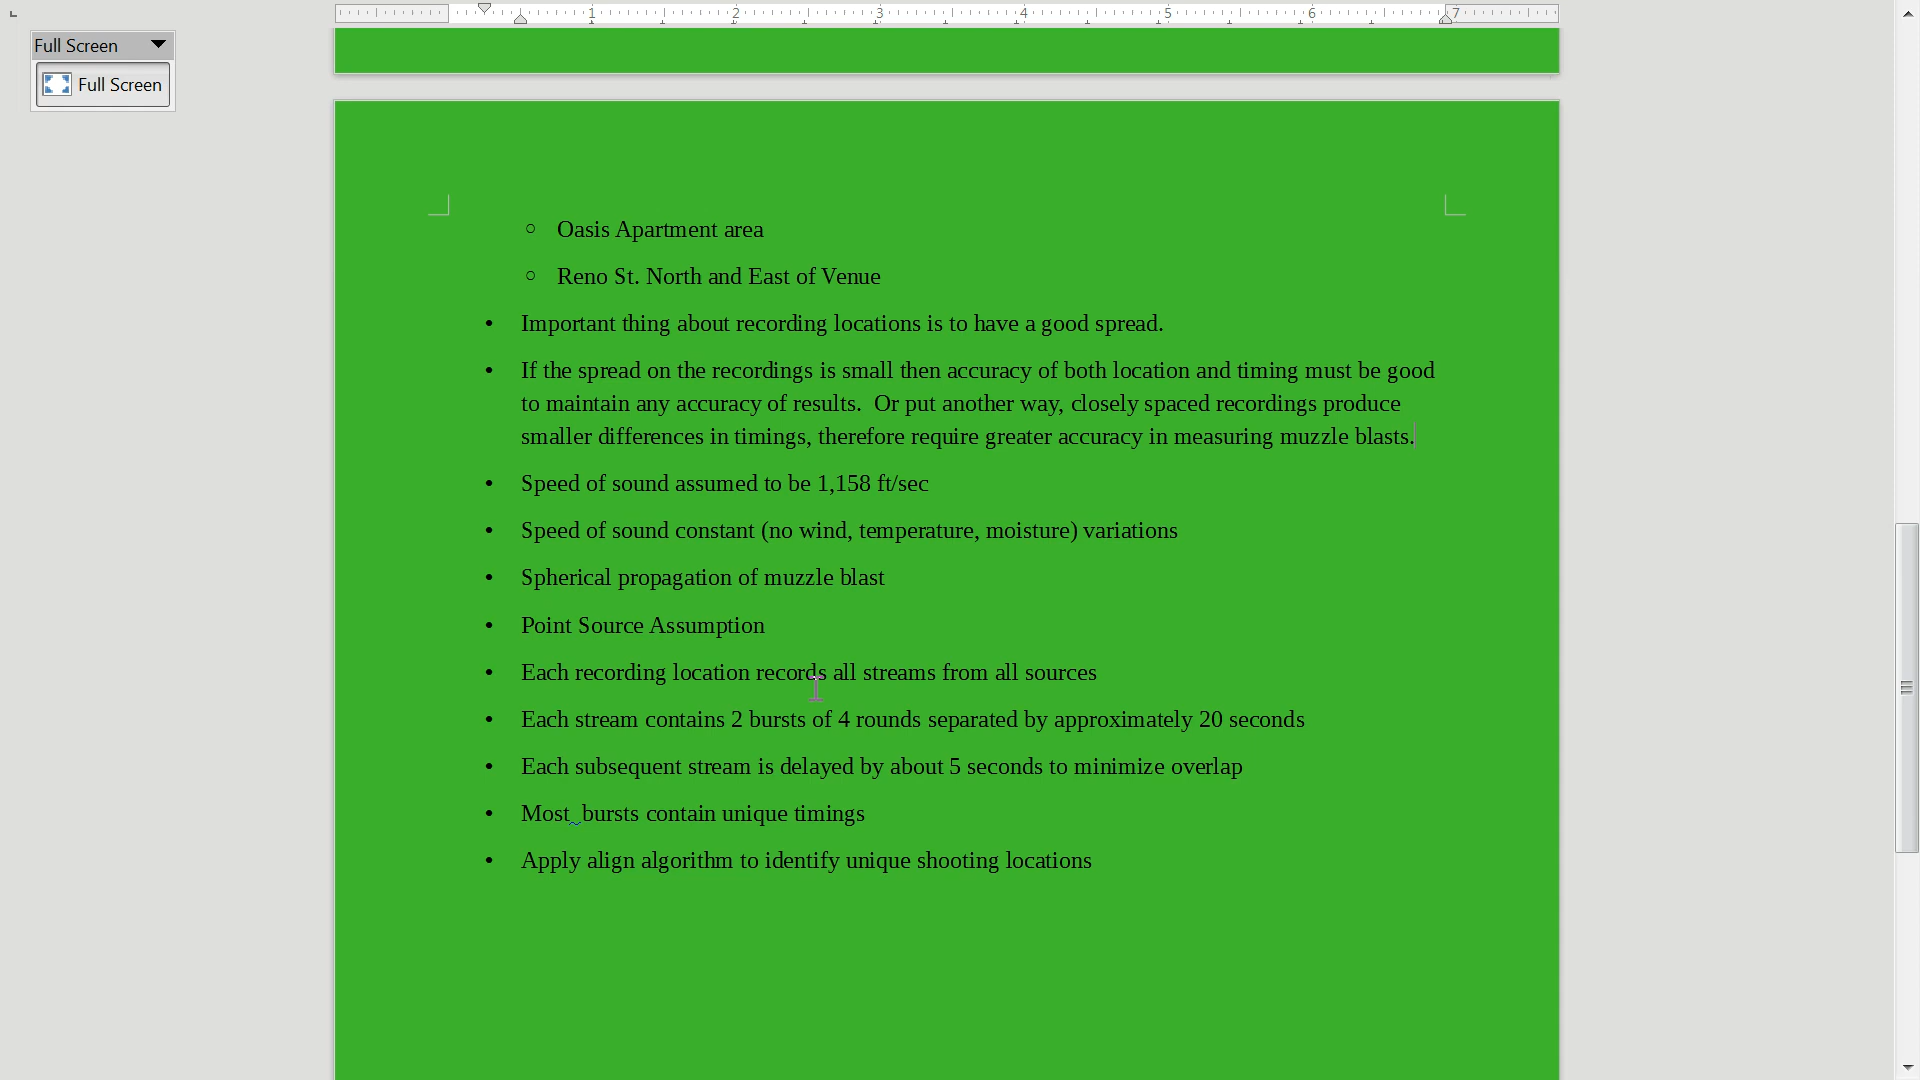 1 2 3 4 5 6 7
Full Screen
Full Screen
◦ Oasis Apartment area
◦ Reno St. North and East of Venue
• Important thing about recording locations is to have a good spread.
• If the spread on the recordings is small then accuracy of both location and timing must be good
to maintain any accuracy of results.  Or put another way, closely spaced recordings produce
smaller differences in timings, therefore require greater accuracy in measuring muzzle blasts.
• Speed of sound assumed to be 1,158 ft/sec
• Speed of sound constant (no wind, temperature, moisture) variations
• Spherical propagation of muzzle blast
• Point Source Assumption
• Each recording location records all streams from all sources
• Each stream contains 2 bursts of 4 rounds separated by approximately 20 seconds
• Each subsequent stream is delayed by about 5 seconds to minimize overlap
• Most  bursts contain unique timings
• Apply align algorithm to identify unique shooting locations